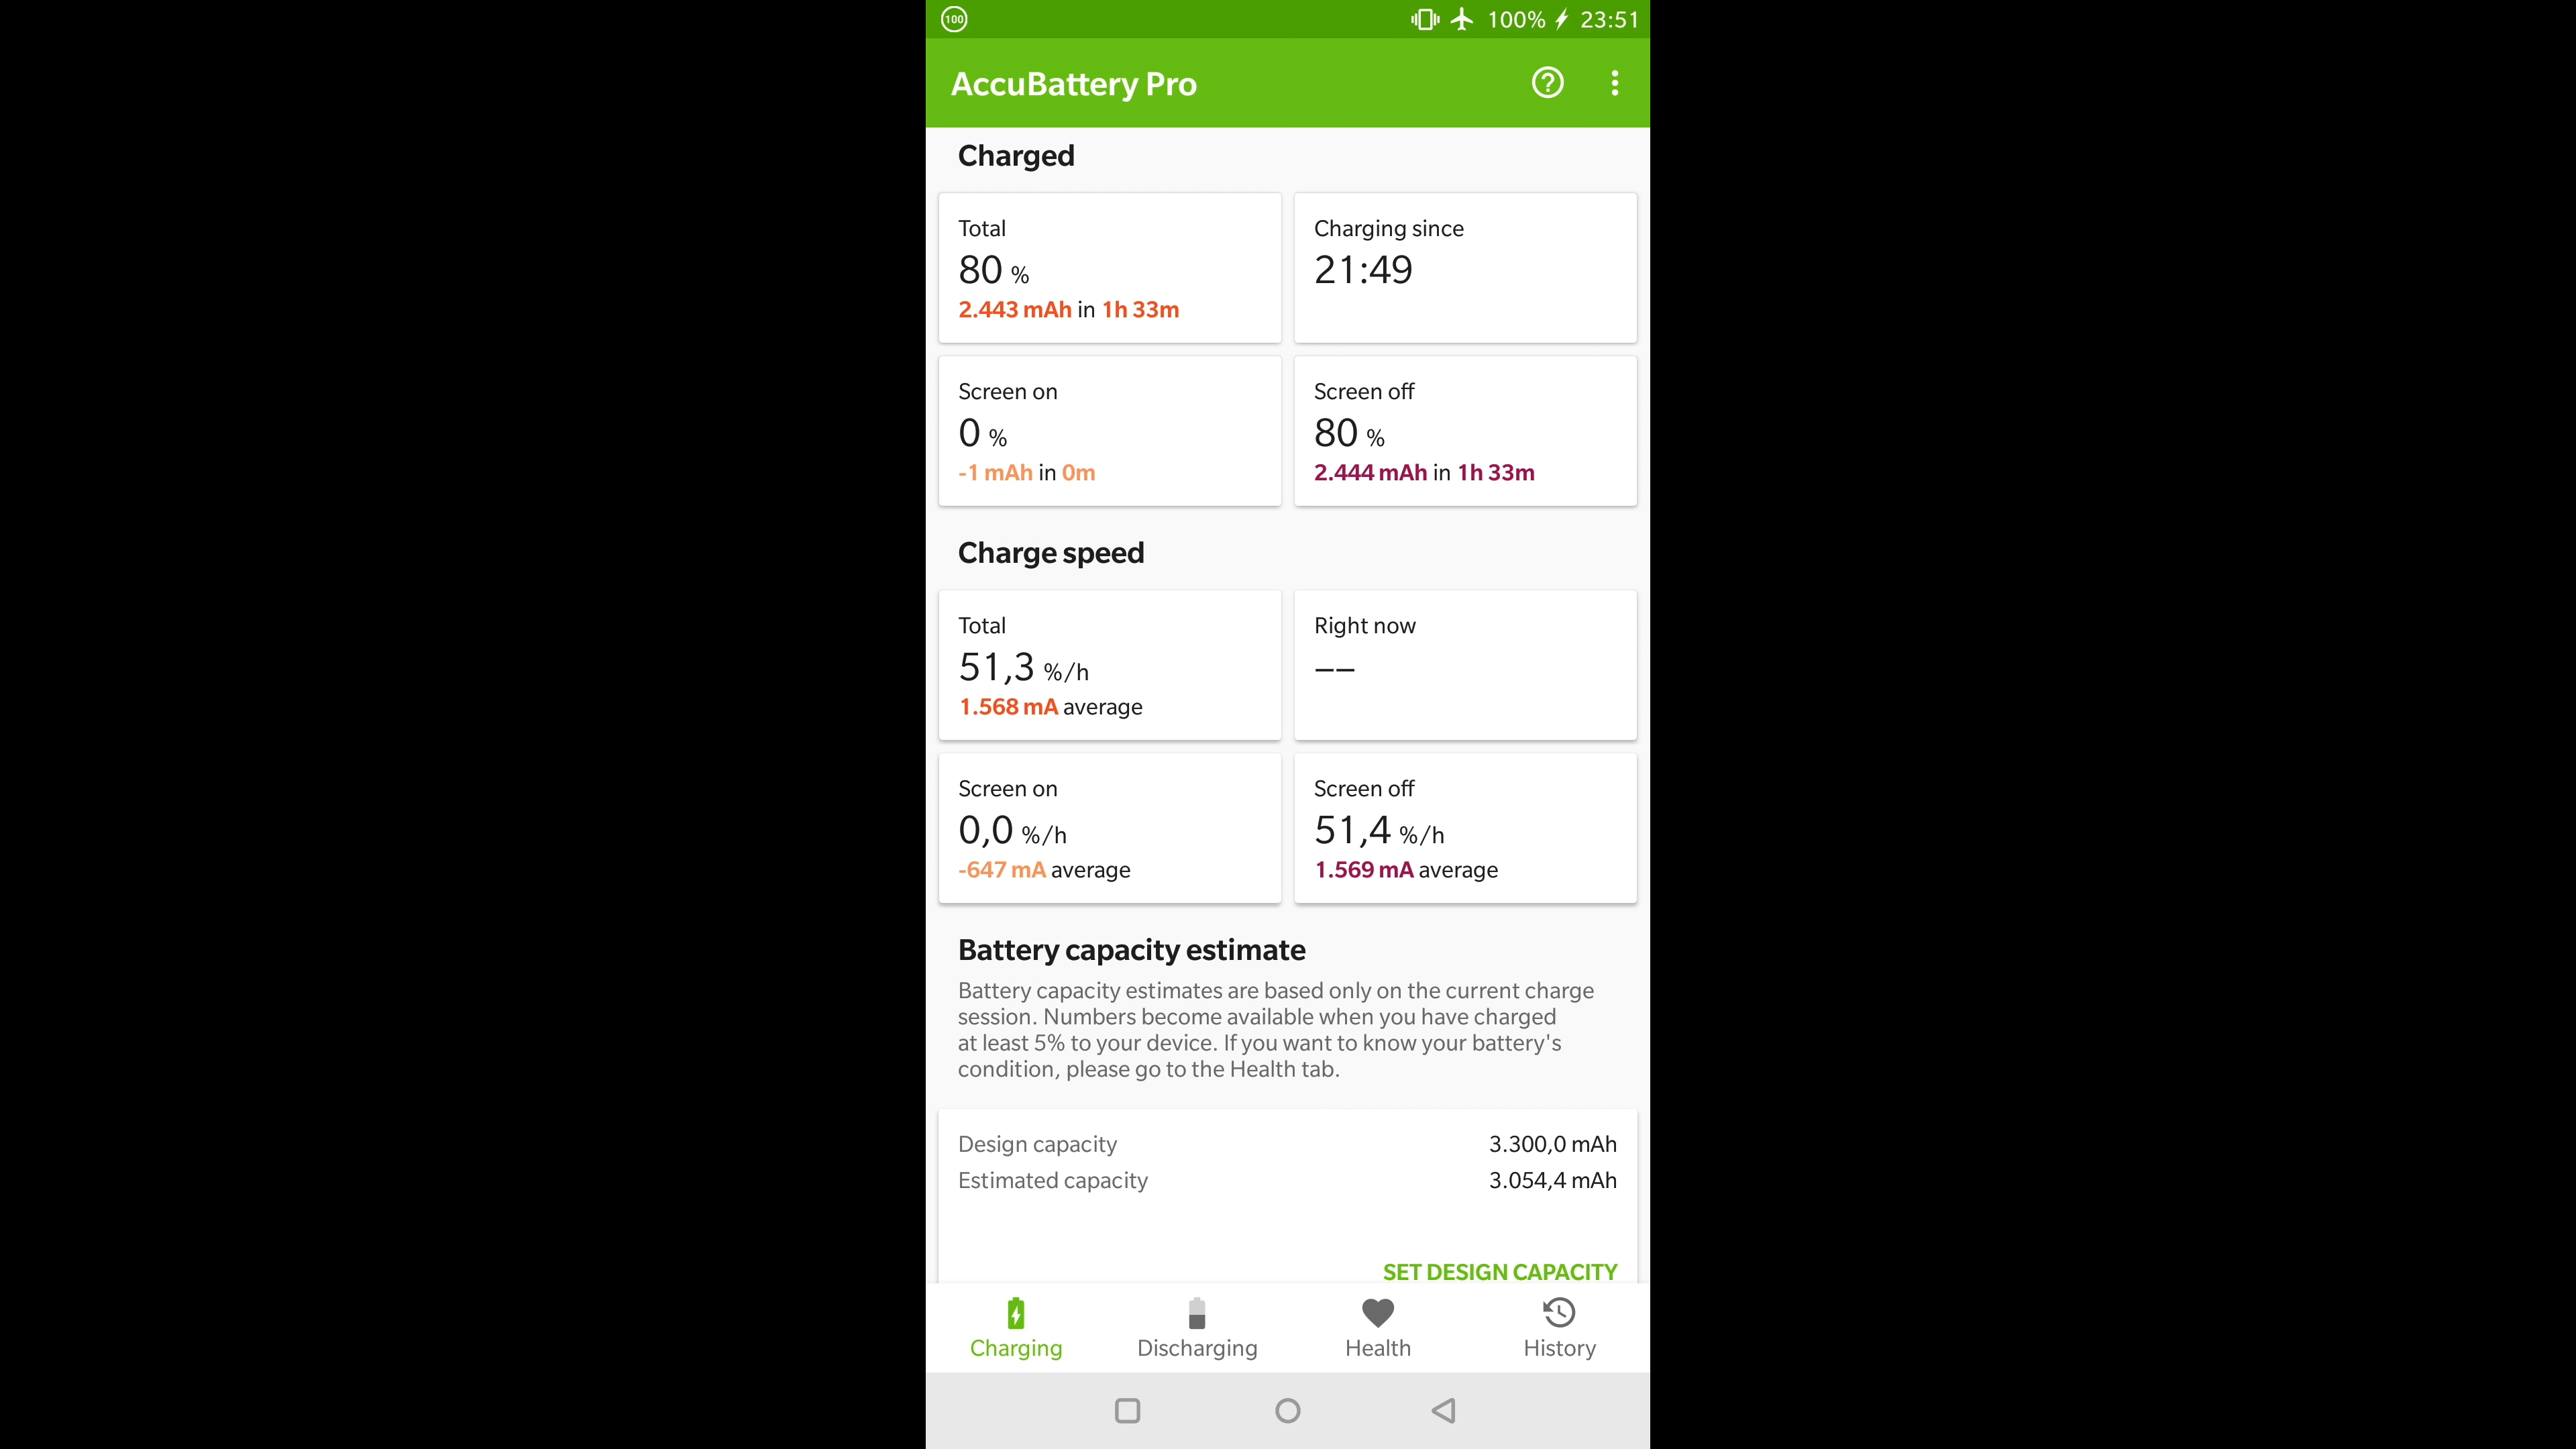 100 100% 23:51
AccuBattery Pro
Charged
Total
80 %
2.443 mAh in 1h 33m
Charging since
21:49
Screen on
0 %
-1 mAh in 0m
Screen off
80 %
2.444 mAh in 1h 33m
Charge speed
Total
51,3 %/h
1.568 mA average
Right now
––
Screen on
0,0 %/h
-647 mA average
Screen off
51,4 %/h
1.569 mA average
Battery capacity estimate
Battery capacity estimates are based only on the current charge
session. Numbers become available when you have charged
at least 5% to your device. If you want to know your battery's
condition, please go to the Health tab.
Design capacity 3.300,0 mAh
Estimated capacity 3.054,4 mAh
SET DESIGN CAPACITY
Charging Discharging Health History